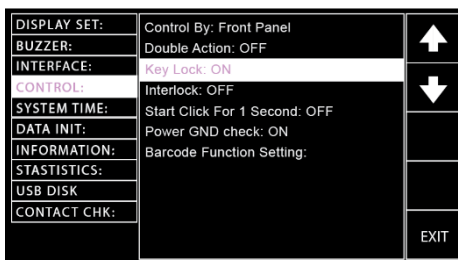 DISPLAY SET:
BUZZER:
INTERFACE:
CONTROL:
SYSTEM TIME:
DATA INIT:
INFORMATION:
STASTISTICS:
USB DISK
CONTACT CHK:
Control By: Front Panel
Double Action: OFF
Key Lock: ON
Interlock: OFF
Start Click For 1 Second: OFF
Power GND check: ON
Barcode Function Setting:
EXIT